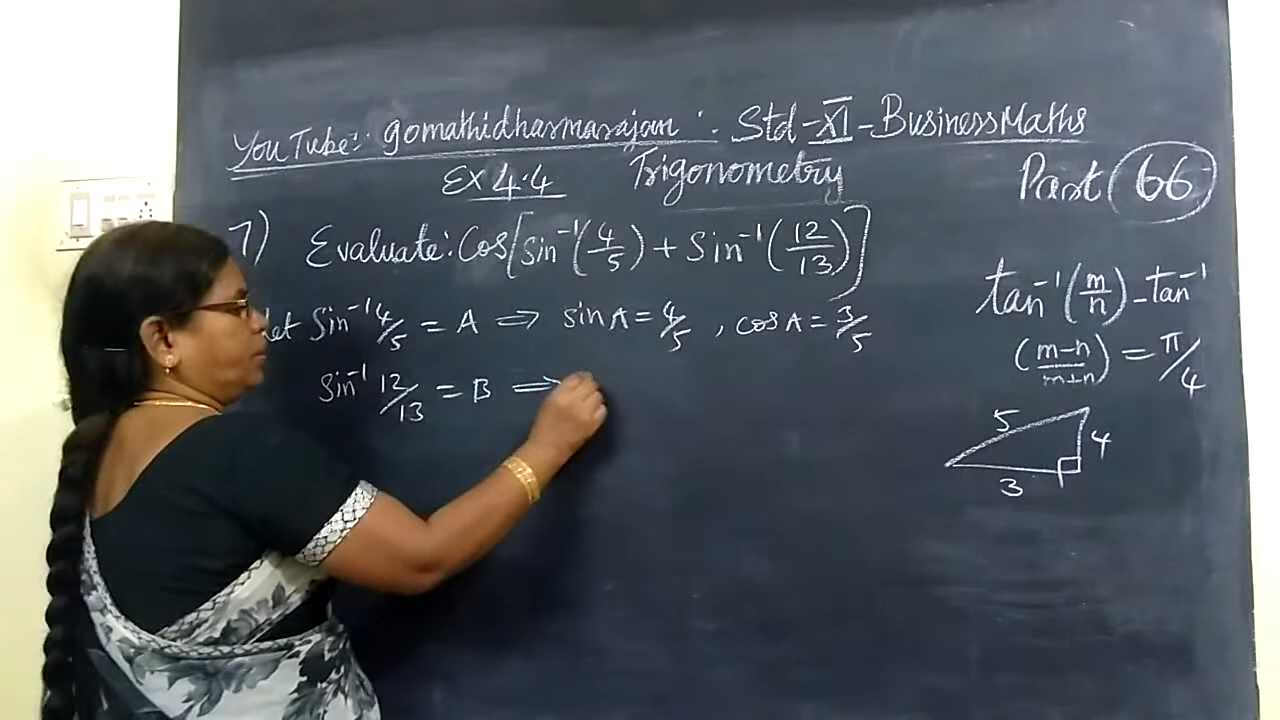 YouTube: gomathidharmarajan: Std-XI-BusinessMaths
Ex 4.4 Trigonometry Part 66
7) Evaluate: Cos[sin⁻¹(4/5) + Sin⁻¹(12/13)]
Let Sin⁻¹ 4/5 = A ⇒ sin A = 4/5, cos A = 3/5
Sin⁻¹ 12/13 = B ⇒
tan⁻¹(m/n) - tan⁻¹
(m-n/m+n) = π/4
5
4
3